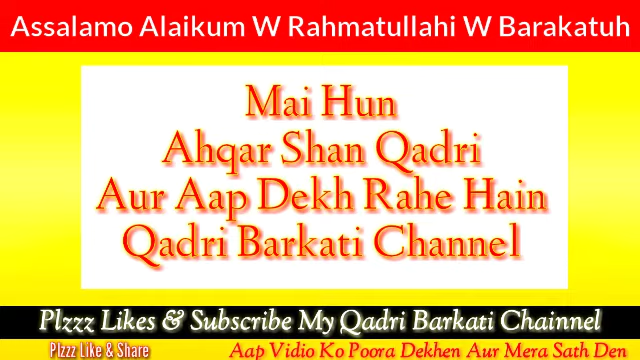 Assalamo Alaikum W Rahmatullahi W Barakatuh
Mai Hun
Ahqar Shan Qadri
Aur Aap Dekh Rahe Hain
Qadri Barkati Channel
Plzzz Likes & Subscribe My Qadri Barkati Chainnel
Plzzz Like & Share
Aap Vidio Ko Poora Dekhen Aur Mera Sath Den